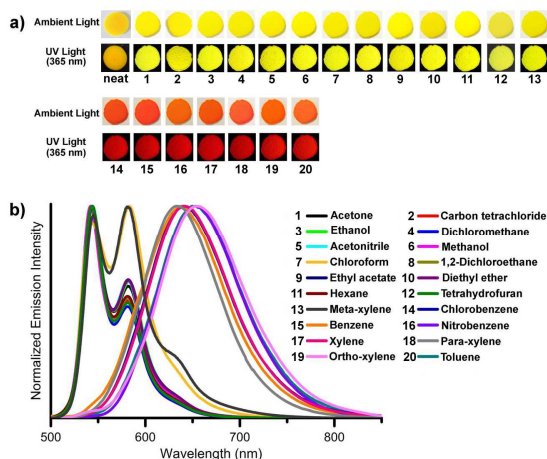 a)
Ambient Light
UV Light
(365 nm)
neat 1 2 3 4 5 6 7 8 9 10 11 12 13
Ambient Light
UV Light
(365 nm)
14 15 16 17 18 19 20
b)
Normalized Emission Intensity
1 Acetone 2 Carbon tetrachloride
3 Ethanol 4 Dichloromethane
5 Acetonitrile 6 Methanol
7 Chloroform 8 1,2-Dichloroethane
9 Ethyl acetate 10 Diethyl ether
11 Hexane 12 Tetrahydrofuran
13 Meta-xylene 14 Chlorobenzene
15 Benzene 16 Nitrobenzene
17 Xylene 18 Para-xylene
19 Ortho-xylene 20 Toluene
500 600 700 800
Wavelength (nm)